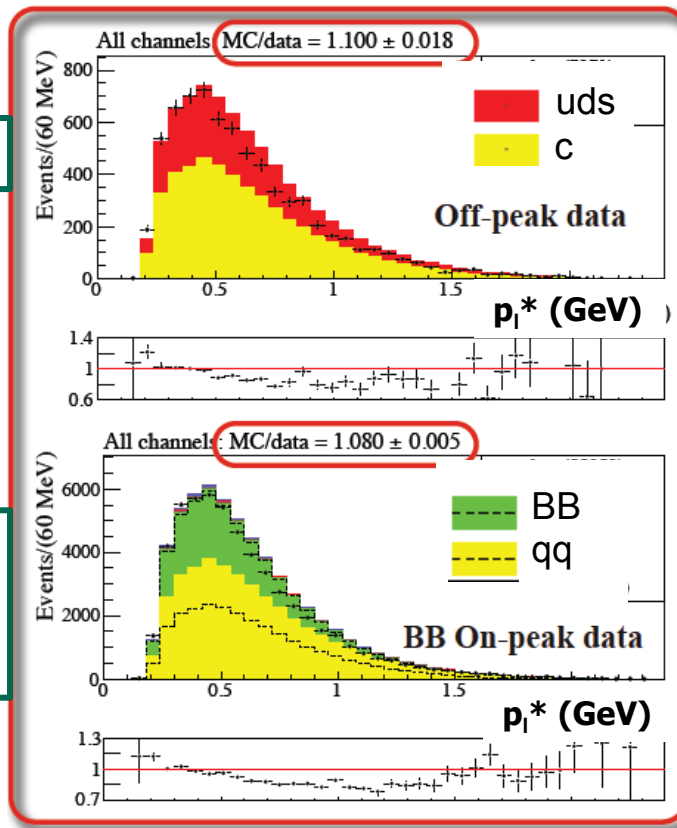 All channels: MC/data = 1.100 ± 0.018
Events/(60 MeV)
800
600
400
200
0
uds
c
Off-peak data
0 0.5 1 1.5
p_l* (GeV)
1.4
1
0.6
All channels: MC/data = 1.080 ± 0.005
Events/(60 MeV)
6000
4000
2000
0
BB
qq
BB On-peak data
0 0.5 1 1.5
p_l* (GeV)
1.3
1
0.7